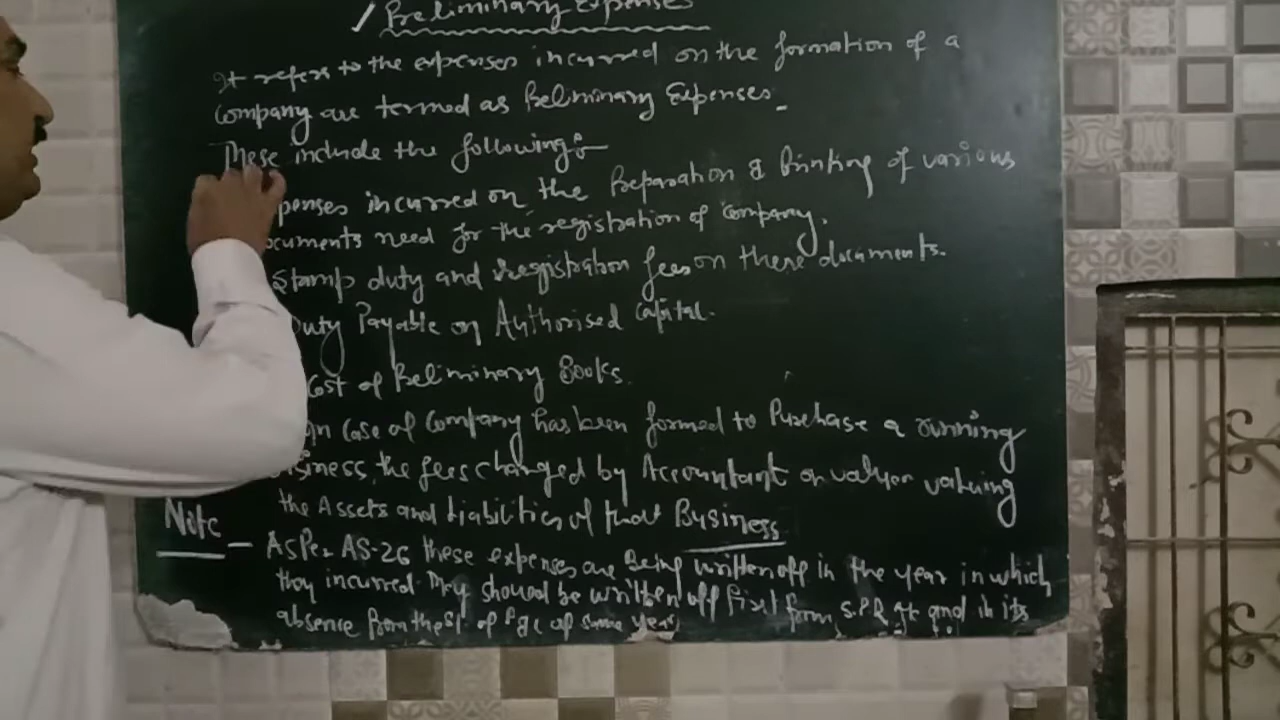 Preliminary Expenses
It refers to the expenses incurred on the formation of a
Company are termed as Preliminary Expenses.
These include the following:-
penses incurred on the Preparation & Printing of various
cuments need for the registration of Company.
Stamp duty and registration fees on these documents.
Duty Payable on Authorised Capital.
Cost of Preliminary Books.
In Case of Company has been formed to Purchase a running
siness, the fees charged by Accountant or valuer valuing
the Assets and Liabilities of that Business
Note - As Per AS-26 these expenses are being written off in the year in which
they incurred. They should be written off first form S.P.R. A/c and in its
absence from the St. of P&L of same year